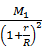 M₁
(1+r/R)²